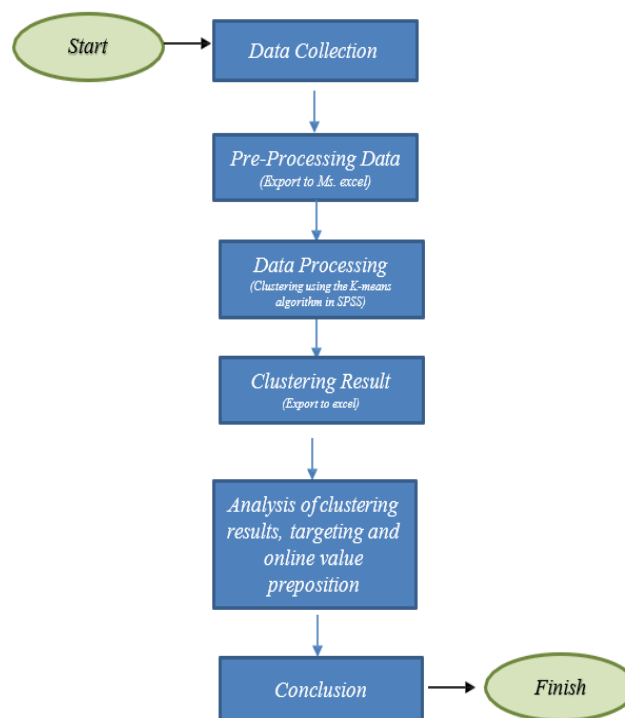 Start
Data Collection
Pre-Processing Data
(Export to Ms. excel)
Data Processing
(Clustering using the K-means
algorithm in SPSS)
Clustering Result
(Export to excel)
Analysis of clustering
results, targeting and
online value
preposition
Conclusion
Finish